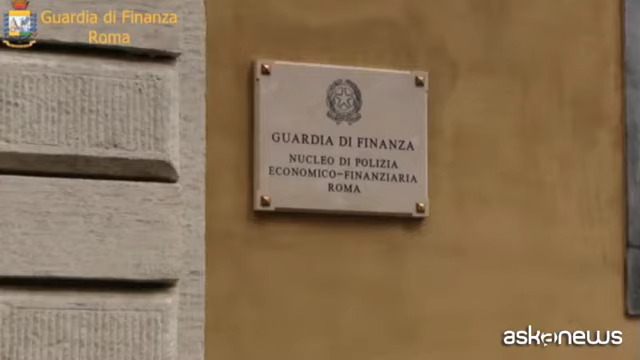 Guardia di Finanza
Roma
GUARDIA DI FINANZA
NUCLEO DI POLIZIA
ECONOMICO-FINANZIARIA
ROMA
askanews